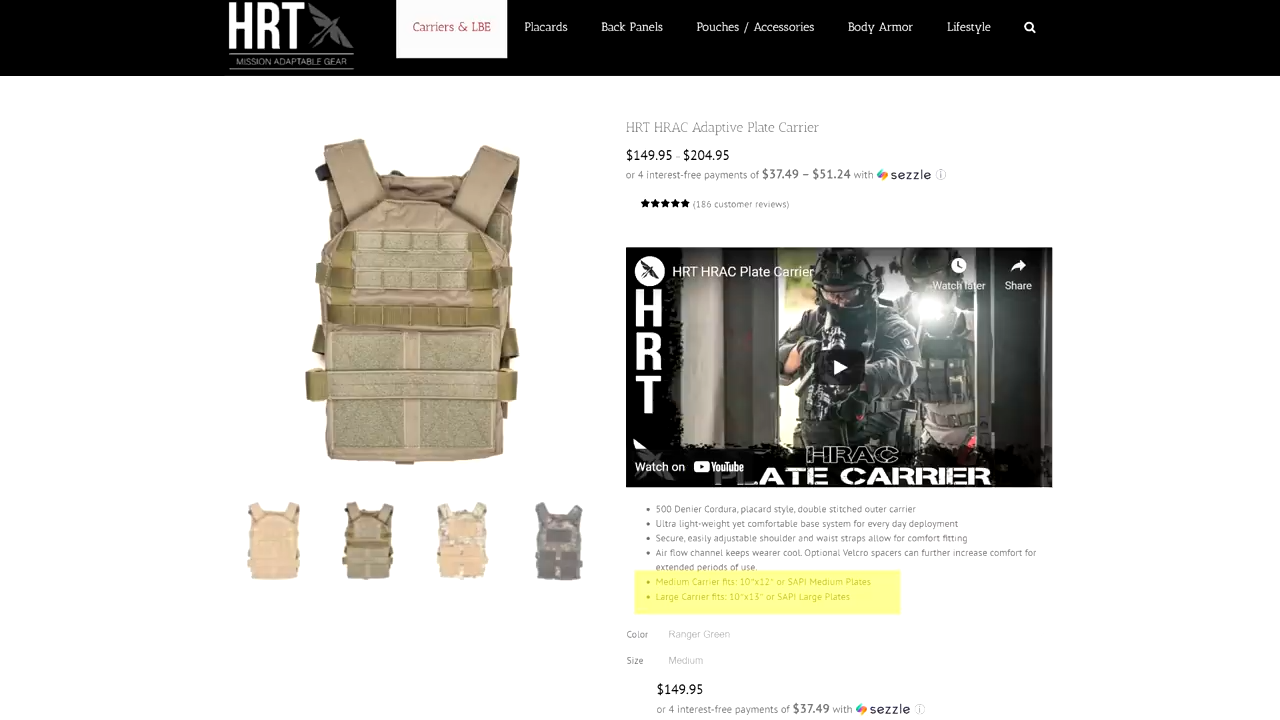 HRT
MISSION ADAPTABLE GEAR
Carriers & LBE
Placards
Back Panels
Pouches / Accessories
Body Armor
Lifestyle
HRT HRAC Adaptive Plate Carrier
$149.95 – $204.95
or 4 interest-free payments of $37.49 – $51.24 with sezzle
(186 customer reviews)
HRT HRAC Plate Carrier
Watch later
Share
HRT
Watch on YouTube
HRAC
PLATE CARRIER
• 500 Denier Cordura, placard style, double stitched outer carrier
• Ultra light-weight yet comfortable base system for every day deployment
• Secure, easily adjustable shoulder and waist straps allow for comfort fitting
• Air flow channel keeps wearer cool. Optional Velcro spacers can further increase comfort for
extended periods of use.
• Medium Carrier fits: 10"x12" or SAPI Medium Plates
• Large Carrier fits: 10"x13" or SAPI Large Plates
Color Ranger Green
Size Medium
$149.95
or 4 interest-free payments of $37.49 with sezzle